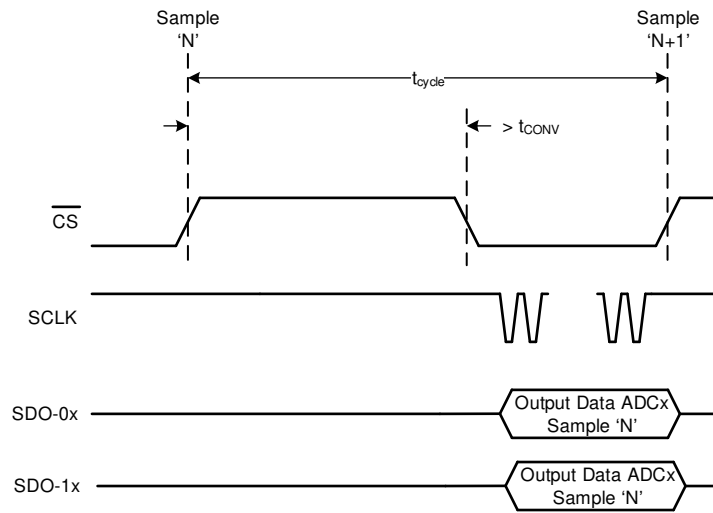 Sample
‘N’
Sample
‘N+1’
tcycle
> tCONV
CS
SCLK
SDO-0x
Output Data ADCx
Sample ‘N’
SDO-1x
Output Data ADCx
Sample ‘N’